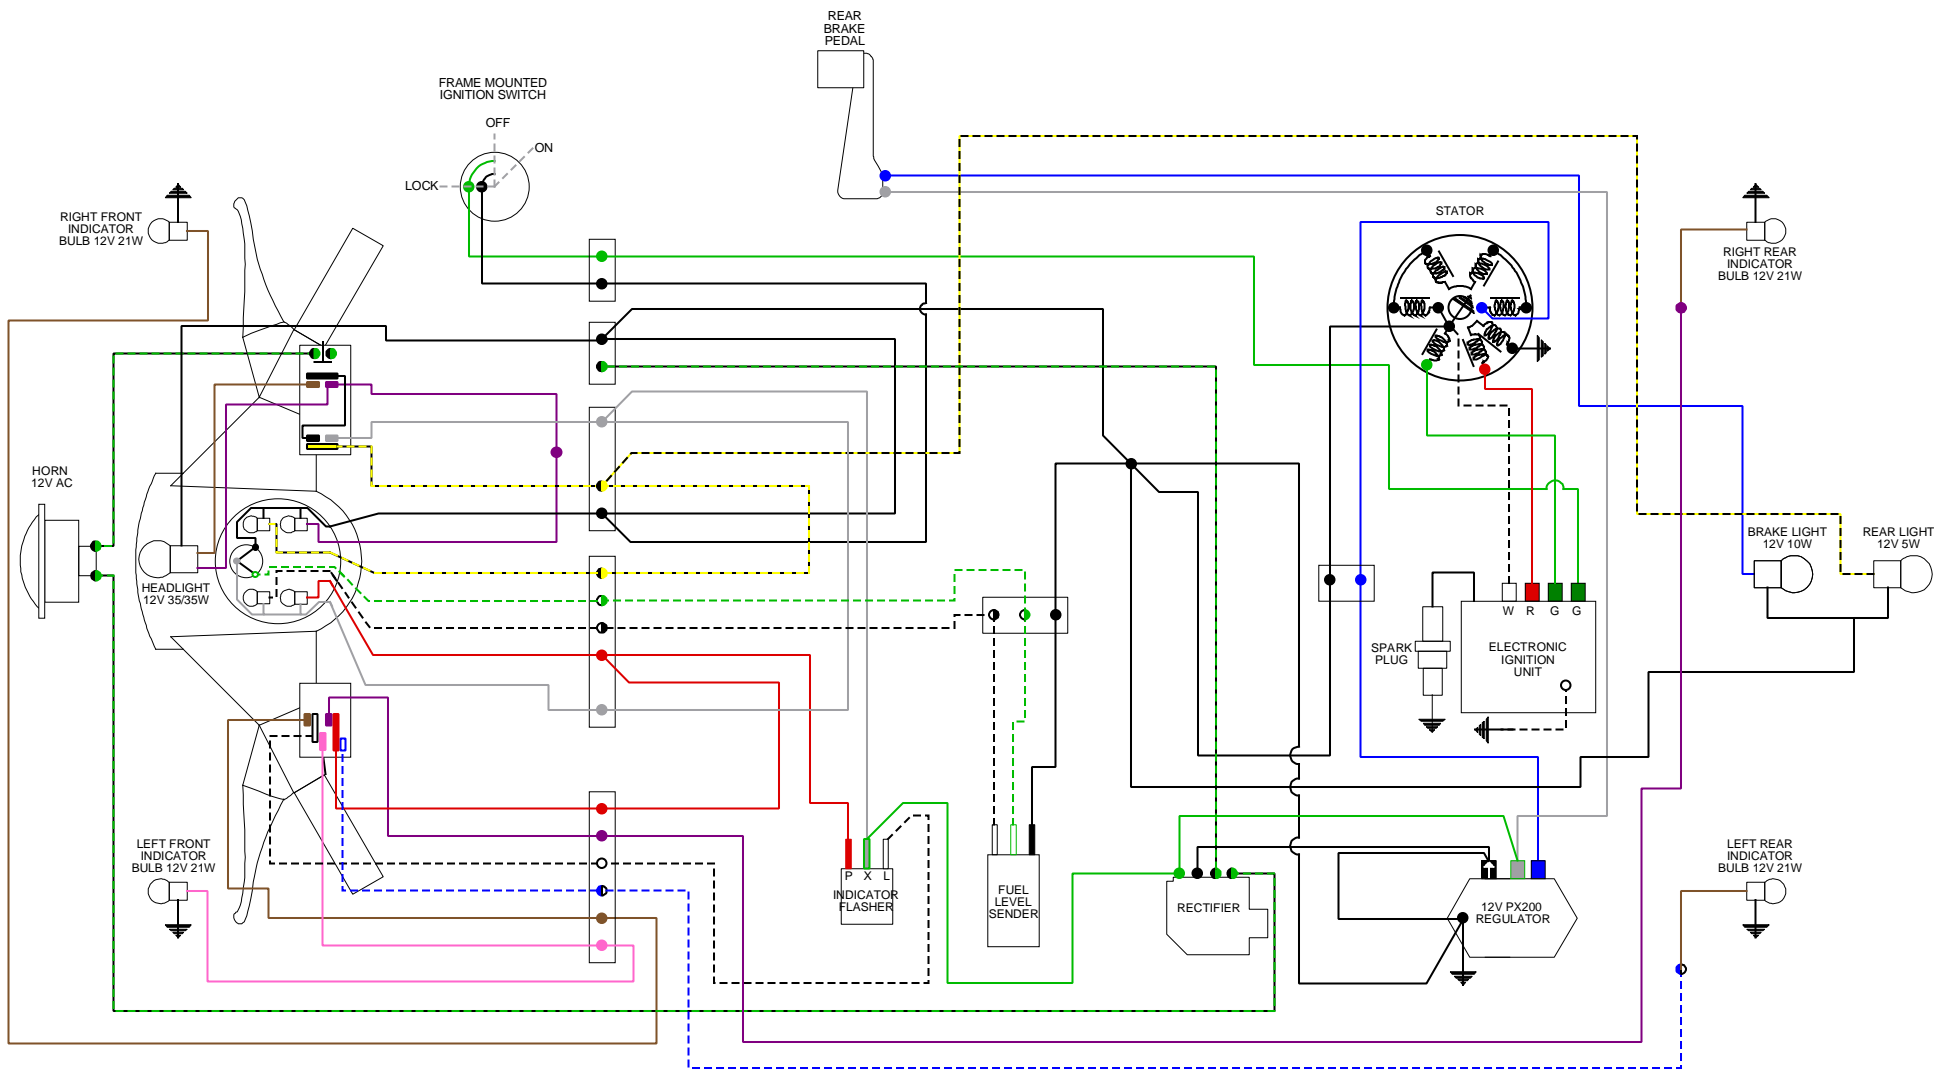 REAR
BRAKE
PEDAL
FRAME MOUNTED
IGNITION SWITCH
OFF
ON
LOCK
RIGHT FRONT
INDICATOR
BULB 12V 21W
STATOR
RIGHT REAR
INDICATOR
BULB 12V 21W
HORN
12V AC
HEADLIGHT
12V 35/35W
BRAKE LIGHT
12V 10W
REAR LIGHT
12V 5W
W R G G
SPARK
PLUG
ELECTRONIC
IGNITION
UNIT
LEFT FRONT
INDICATOR
BULB 12V 21W
P X L
INDICATOR
FLASHER
FUEL
LEVEL
SENDER
RECTIFIER
12V PX200
REGULATOR
LEFT REAR
INDICATOR
BULB 12V 21W